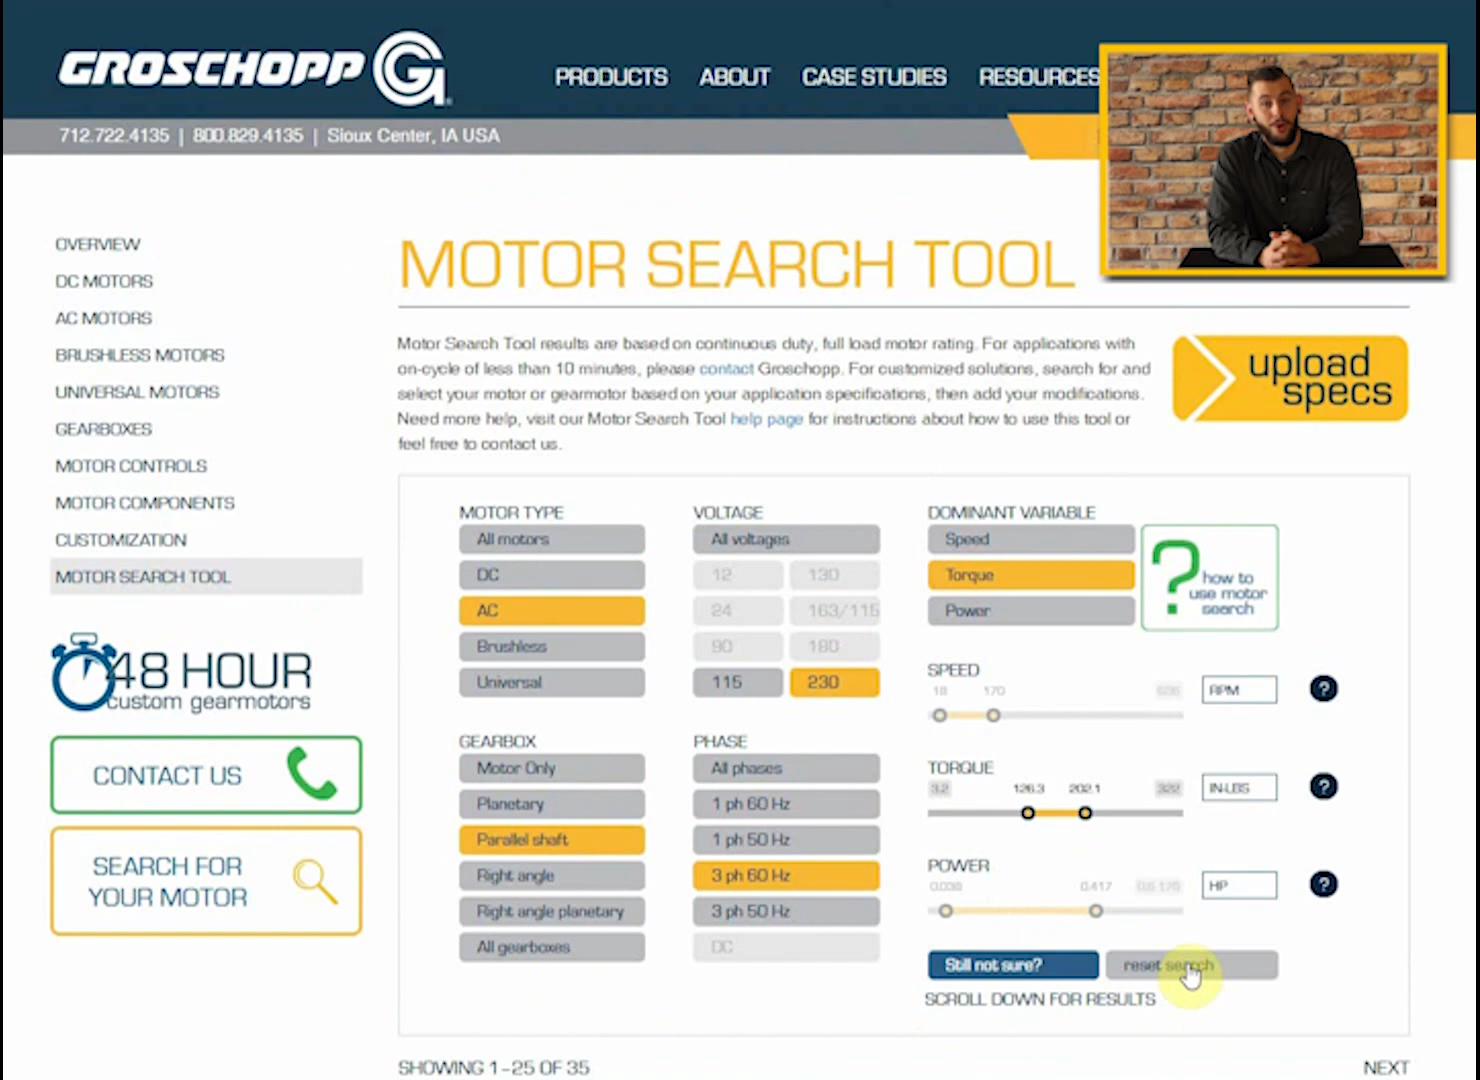 GROSCHOPP
PRODUCTS ABOUT CASE STUDIES RESOURCES
712.722.4135 | 800.829.4135 | Sioux Center, IA USA
OVERVIEW
DC MOTORS
AC MOTORS
BRUSHLESS MOTORS
UNIVERSAL MOTORS
GEARBOXES
MOTOR CONTROLS
MOTOR COMPONENTS
CUSTOMIZATION
MOTOR SEARCH TOOL
48 HOUR
custom gearmotors
CONTACT US
SEARCH FOR
YOUR MOTOR
MOTOR SEARCH TOOL
Motor Search Tool results are based on continuous duty, full load motor rating. For applications with
on-cycle of less than 10 minutes, please contact Groschopp. For customized solutions, search for and
select your motor or gearmotor based on your application specifications, then add your modifications.
Need more help, visit our Motor Search Tool help page for instructions about how to use this tool or
feel free to contact us.
upload
specs
MOTOR TYPE
All motors
DC
AC
Brushless
Universal
VOLTAGE
All voltages
12 130
24 163/115
90 180
115 230
DOMINANT VARIABLE
Speed
Torque
Power
?
how to
use motor
search
GEARBOX
Motor Only
Planetary
Parallel shaft
Right angle
Right angle planetary
All gearboxes
PHASE
All phases
1 ph 60 Hz
1 ph 50 Hz
3 ph 60 Hz
3 ph 50 Hz
DC
SPEED
18 170
RPM ?
TORQUE
3.2 126.3 202.1 322
IN-LBS ?
POWER
0.038 0.417
HP ?
Still not sure? reset search
SCROLL DOWN FOR RESULTS
SHOWING 1-25 OF 35 NEXT